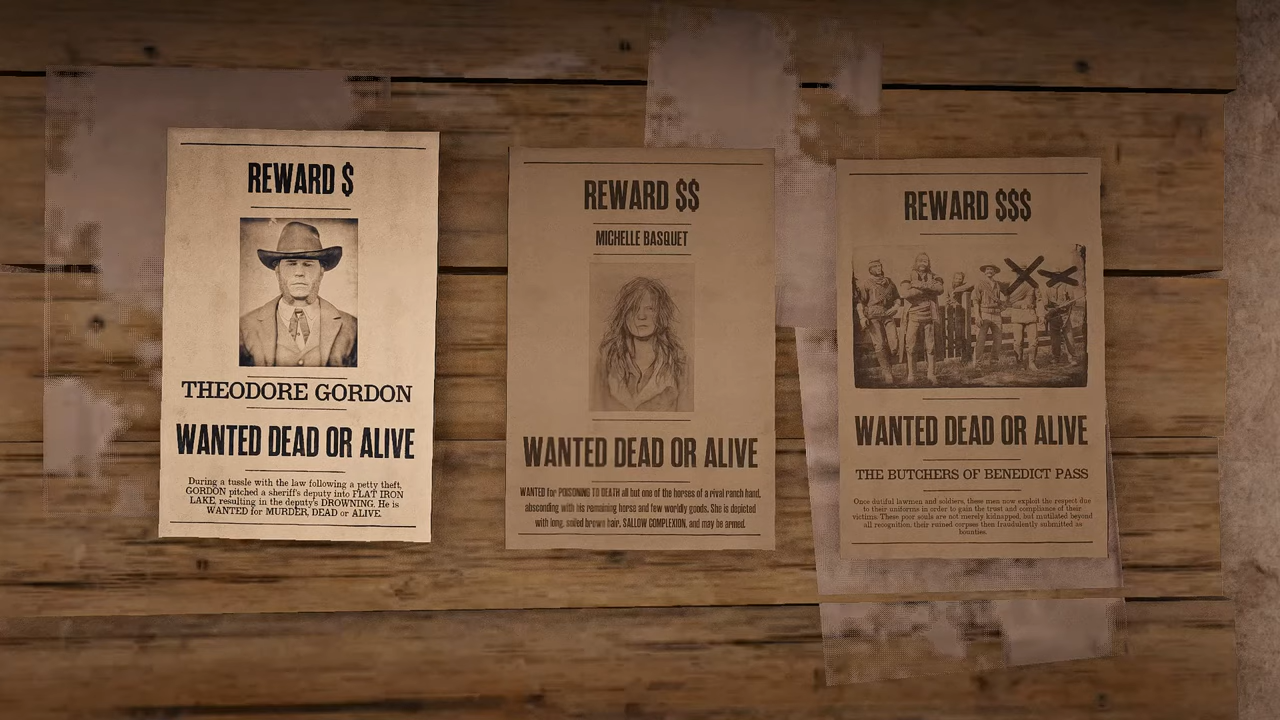 REWARD $
THEODORE GORDON
WANTED DEAD OR ALIVE
During a tussle with the law following a petty theft,
GORDON pitched a sheriff's deputy into FLAT IRON
LAKE, resulting in the deputy's DROWNING. He is
WANTED for MURDER, DEAD or ALIVE.
REWARD $$
MICHELLE BASQUET
WANTED DEAD OR ALIVE
WANTED for POISONING TO DEATH all but one of the horses of a rival ranch hand,
absconding with his remaining horse and few worldly goods. She is depicted
with long, soiled brown hair, SALLOW COMPLEXION, and may be armed.
REWARD $$$
WANTED DEAD OR ALIVE
THE BUTCHERS OF BENEDICT PASS
Once dutiful lawmen and soldiers, these men now exploit the respect due
to their uniforms in order to gain the trust and compliance of their
victims. These poor souls are not merely kidnapped, but mutilated beyond
all recognition, their ruined corpses then fraudulently submitted as
bounties.